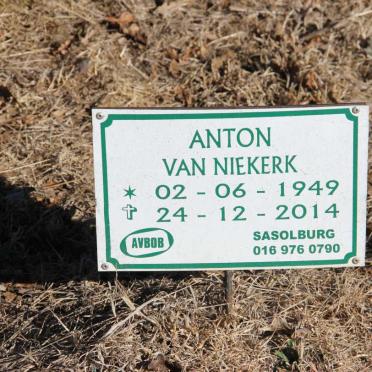 ANTON
VAN NIEKERK
✶ 02 - 06 - 1949
✝ 24 - 12 - 2014
AVBOB
SASOLBURG
016 976 0790